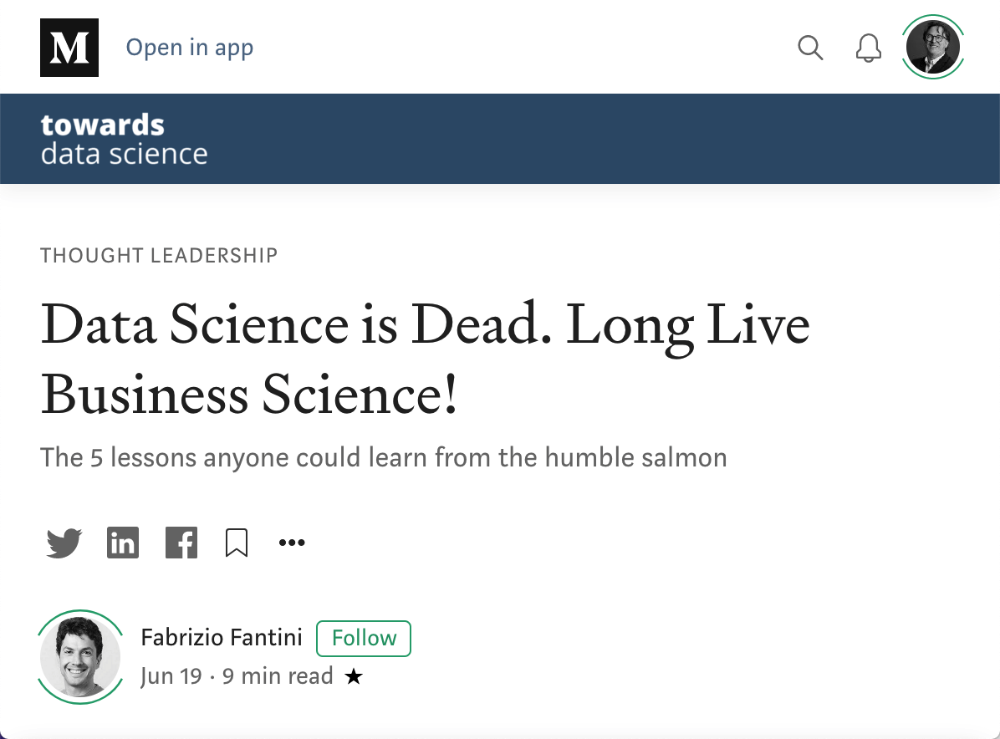 M Open in app
towards
data science
THOUGHT LEADERSHIP
Data Science is Dead. Long Live
Business Science!
The 5 lessons anyone could learn from the humble salmon
in f
Fabrizio Fantini Follow
Jun 19 · 9 min read ★